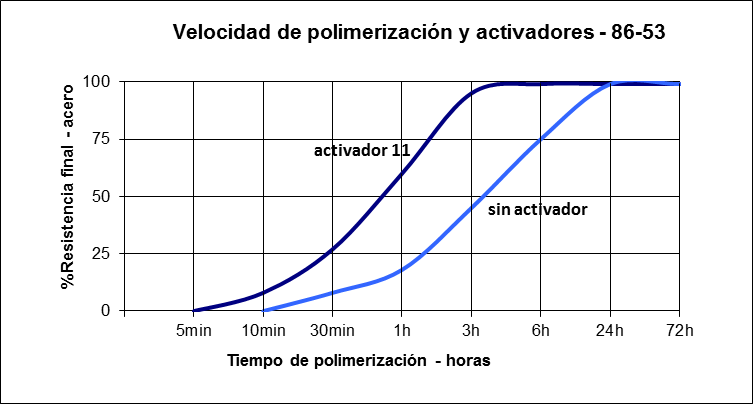 Velocidad de polimerización y activadores - 86-53
%Resistencia final - acero
100
75
50
25
0
activador 11
sin activador
5min 10min 30min 1h 3h 6h 24h 72h
Tiempo de polimerización - horas